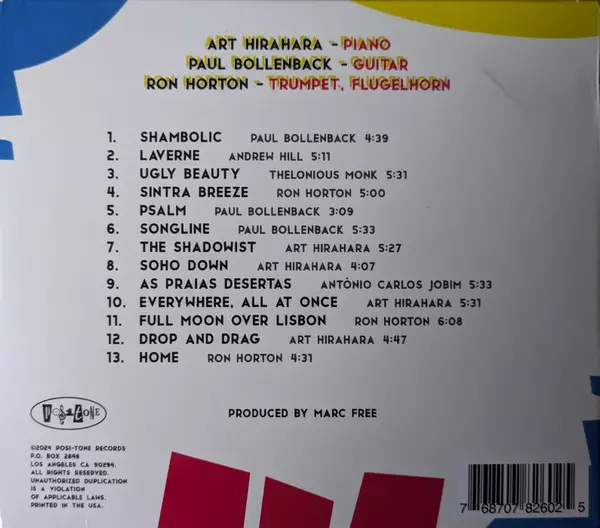 ART HIRAHARA - PIANO
PAUL BOLLENBACK - GUITAR
RON HORTON - TRUMPET, FLUGELHORN
1. SHAMBOLIC PAUL BOLLENBACK 4:39
2. LAVERNE ANDREW HILL 5:11
3. UGLY BEAUTY THELONIOUS MONK 5:31
4. SINTRA BREEZE RON HORTON 5:00
5. PSALM PAUL BOLLENBACK 3:09
6. SONGLINE PAUL BOLLENBACK 5:33
7. THE SHADOWIST ART HIRAHARA 5:27
8. SOHO DOWN ART HIRAHARA 4:07
9. AS PRAIAS DESERTAS ANTÔNIO CARLOS JOBIM 5:33
10. EVERYWHERE, ALL AT ONCE ART HIRAHARA 5:31
11. FULL MOON OVER LISBON RON HORTON 6:08
12. DROP AND DRAG ART HIRAHARA 4:47
13. HOME RON HORTON 4:31
PRODUCED BY MARC FREE
POSI-TONE
©2024 POSI-TONE RECORDS
P.O. BOX 2848
LOS ANGELES CA 90294.
ALL RIGHTS RESERVED.
UNAUTHORIZED DUPLICATION
IS A VIOLATION
OF APPLICABLE LAWS.
PRINTED IN THE USA.
7 68707 82602 5